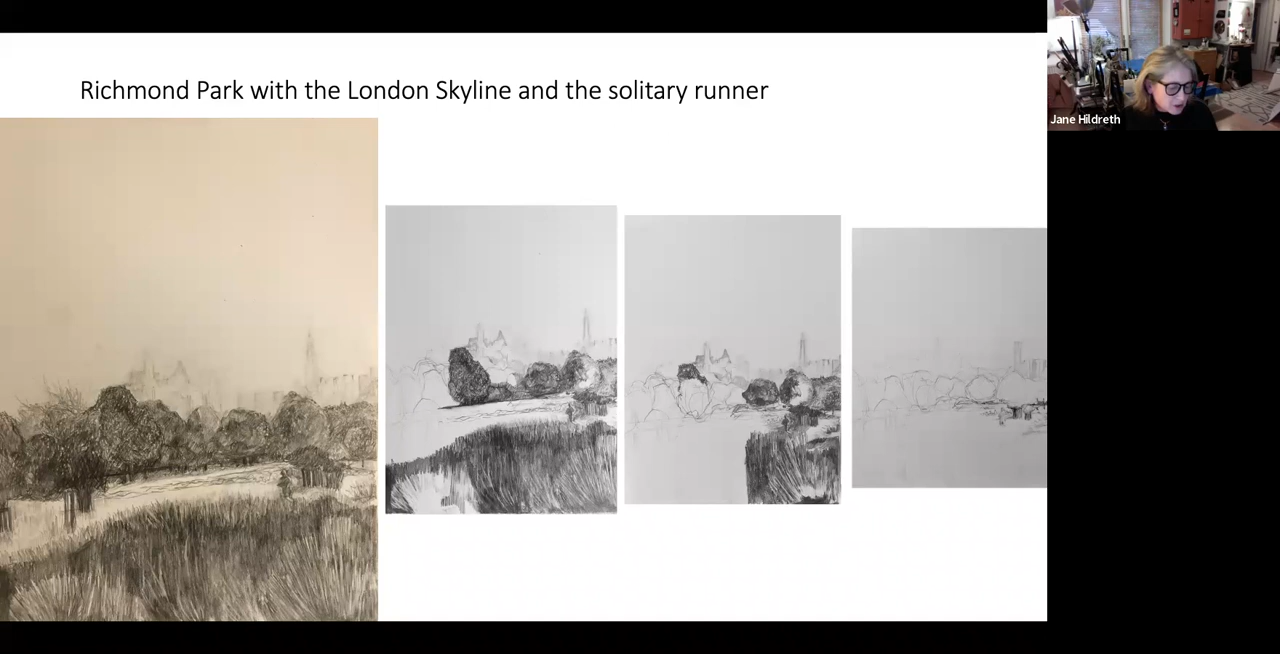 Richmond Park with the London Skyline and the solitary runner
Jane Hildreth